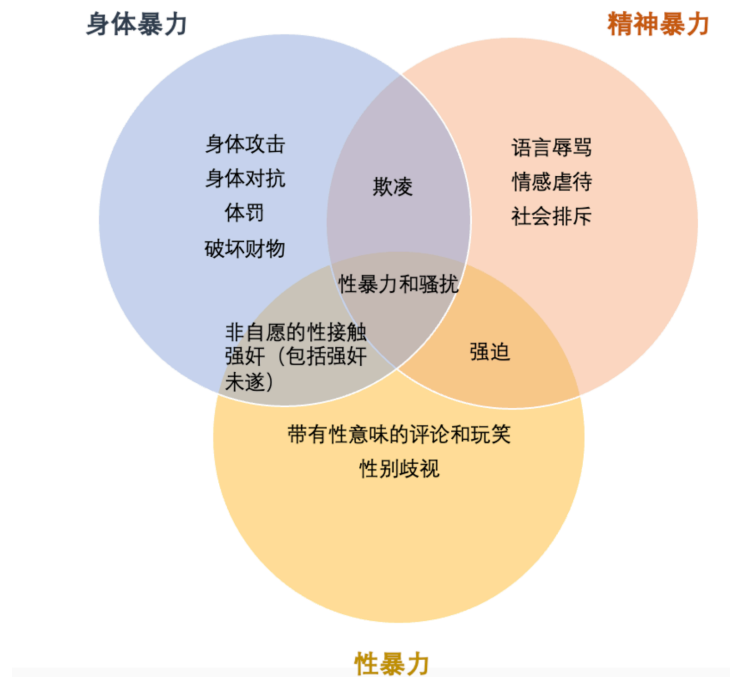 身体暴力
精神暴力
身体攻击
身体对抗
体罚
破坏财物
欺凌
语言辱骂
情感虐待
社会排斥
性暴力和骚扰
非自愿的性接触
强奸（包括强奸
未遂）
强迫
带有性意味的评论和玩笑
性别歧视
性暴力